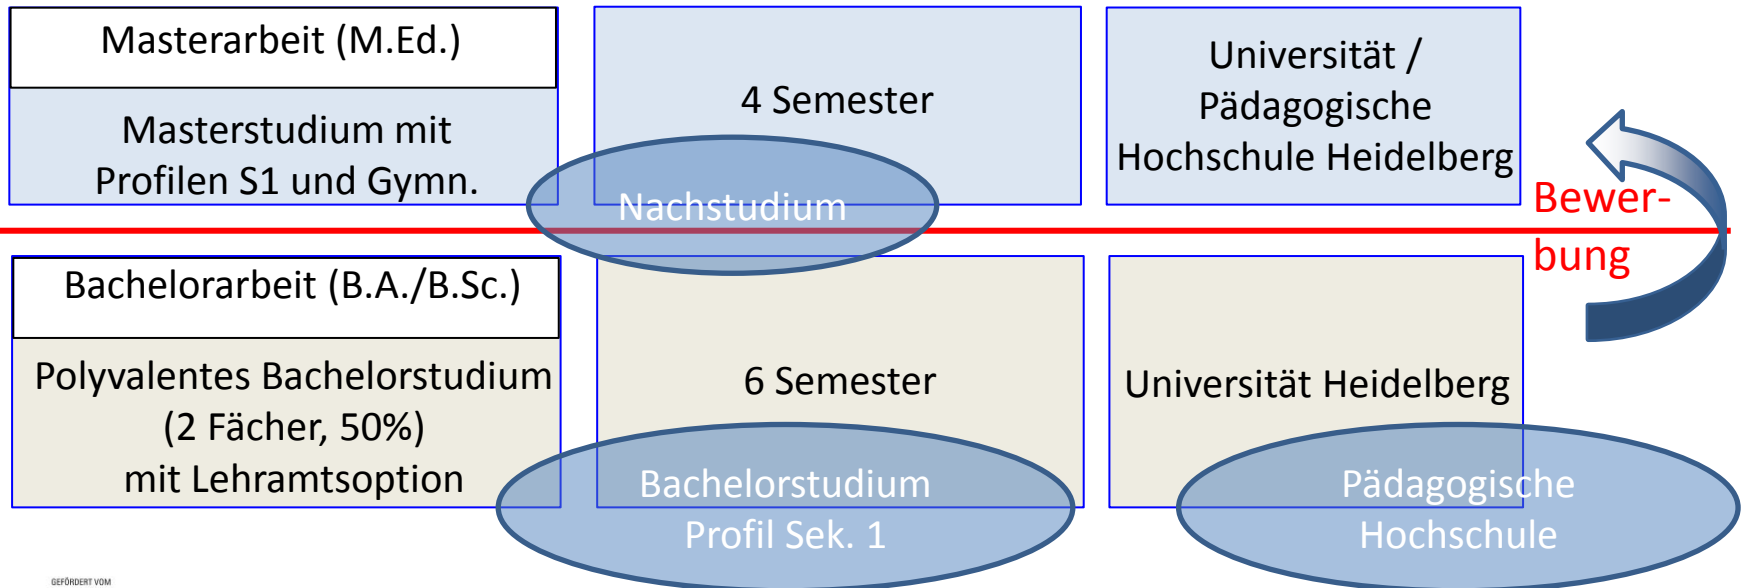 Masterarbeit (M.Ed.)
Masterstudium mit
Profilen S1 und Gymn.
4 Semester
Universität /
Pädagogische
Hochschule Heidelberg
Nachstudium
Bewer-
bung
Bachelorarbeit (B.A./B.Sc.)
Polyvalentes Bachelorstudium
(2 Fächer, 50%)
mit Lehramtsoption
6 Semester
Universität Heidelberg
Bachelorstudium
Profil Sek. 1
Pädagogische
Hochschule
GEFÖRDERT VOM